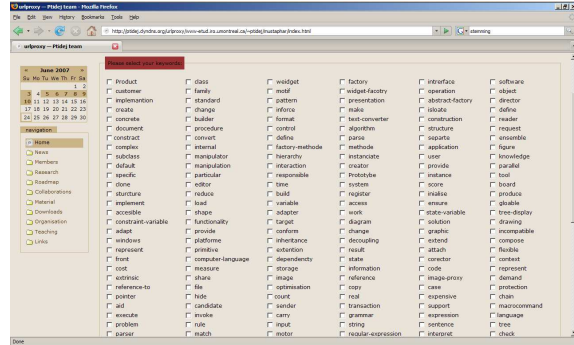 urlproxy — Ptidej team - Mozilla Firefox
File Edit View History Bookmarks Tools Help
http://ptidej.dyndns.org/urlproxy/www-etud.iro.umontreal.ca/~ptidej/mustaphar/index.html
stemming
urlproxy — Ptidej team
Please select your keywords:
« June 2007 »
Su Mo Tu We Th Fr Sa
1 2
3 4 5 6 7 8 9
10 11 12 13 14 15 16
17 18 19 20 21 22 23
24 25 26 27 28 29 30
navigation
Home
News
Members
Research
Roadmap
Collaborations
Material
Downloads
Organisation
Teaching
Links
Product class weidget factory intrerface software
customer family motif widget-facotry operation object
implemantion standard pattern presentation abstract-factory director
change create inforce make isloate define
concrete builder format text-converter construction reader
document procedure control algorithm structure request
construct convert define parse separte ensemble
complex internal factory-methode methode application figure
subclass manipulator hierarchy instanciate user knowledge
default manipulation interaction creator provide parallel
specific particular responsible Prototybe instance tool
clone editor time system score board
sturcture reduce build register inialise produce
implement load variable access ensure gloable
accesible shape adapter work state-variable tree-display
constraint-variable functionality target diagram solution drawing
adapt provide conform change graphic incompatible
windows platforme inheritance decoupling extend compose
represent primitive extention result attach flexible
front computer-language dependensty state corector context
cost measure storage information code represent
extrinsic share image reference image-proxy demand
reference-to file optimisation copy case protection
pointer hide count real expensive chain
aid candidate sender transaction support macrocommand
execute invoke carry grammar expression language
problem rule input string sentence tree
parser match motor regular-expression interpret check
Done